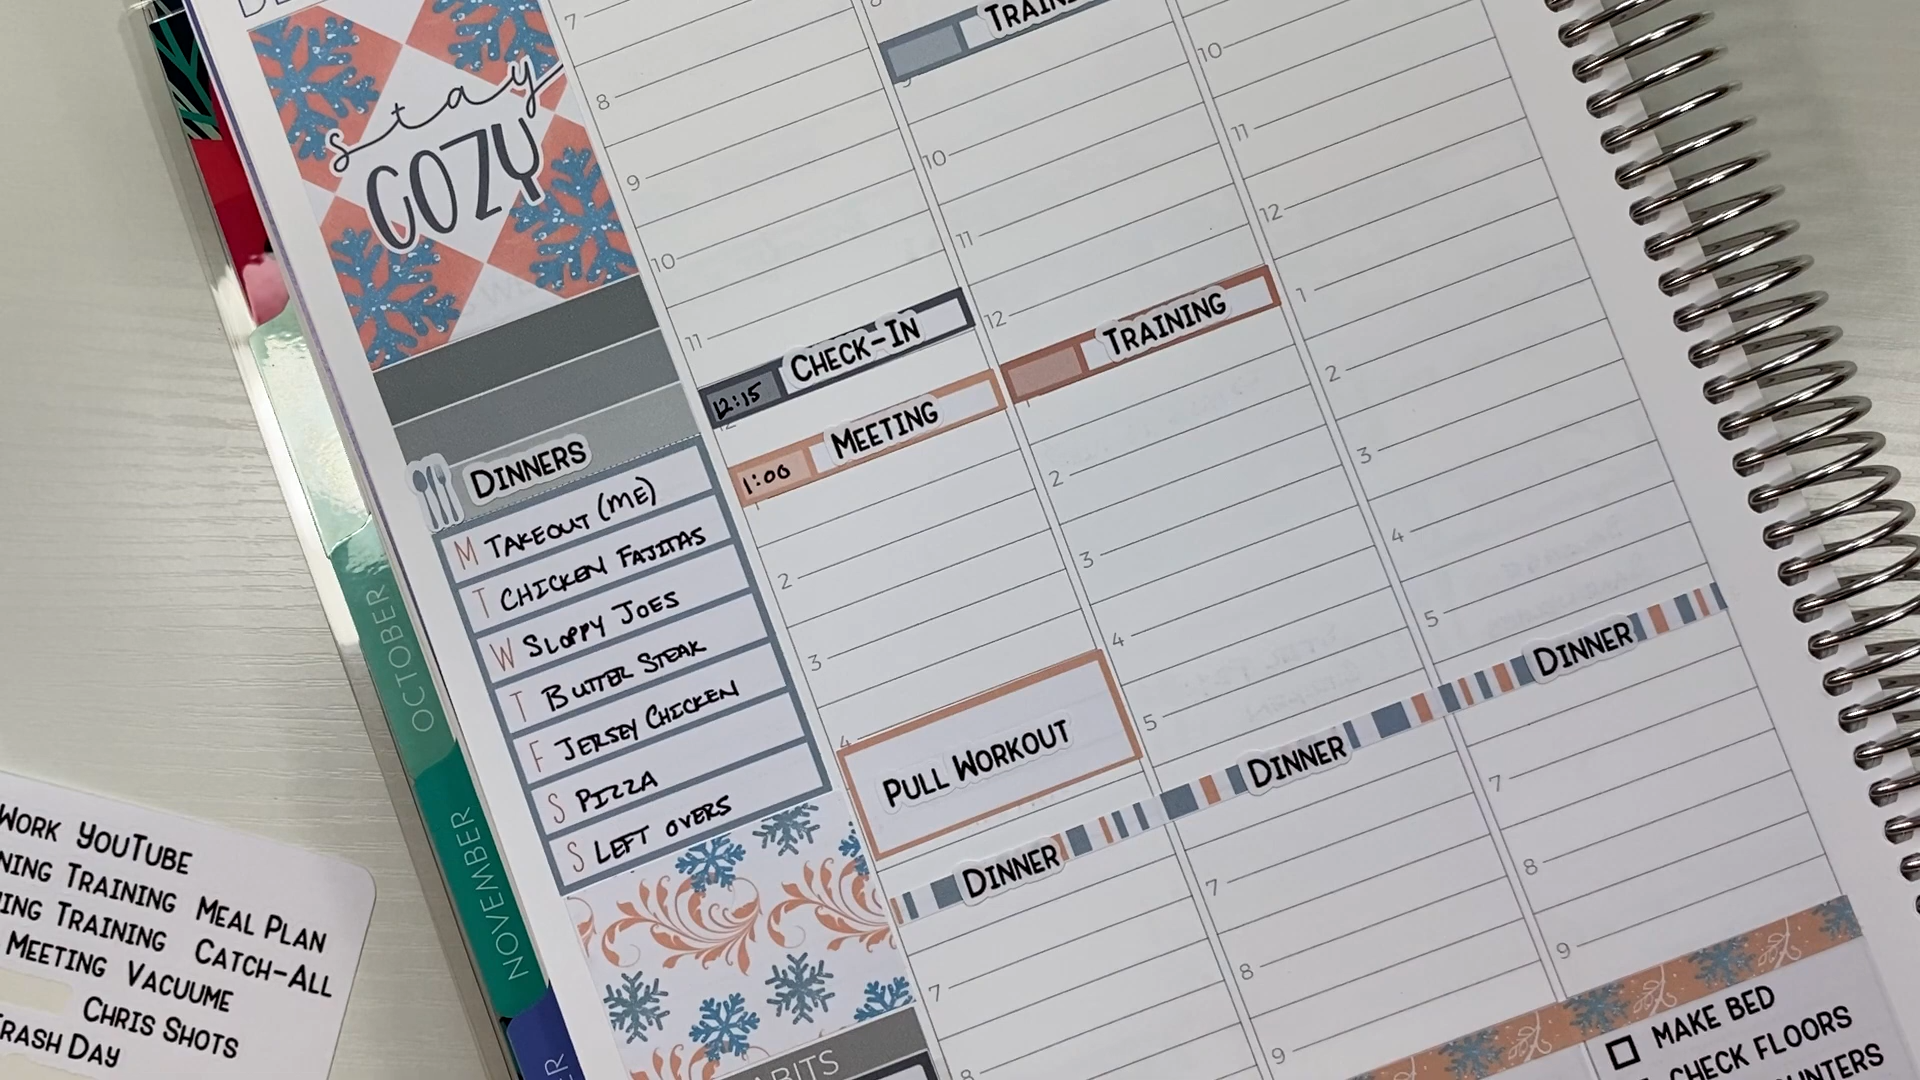 stay
COZY
DINNERS
M TAKEOUT (ME)
T CHICKEN FAJITAS
W SLOPPY JOES
T BUTTER STEAK
F JERSEY CHICKEN
S PIZZA
S LEFT OVERS
7
8
9
10
11
12:15 CHECK-IN
12
1:00 MEETING
1
2
3
4
PULL WORKOUT
DINNER
7
8
10
11
12
TRAINING
2
3
4
5
DINNER
7
8
9
10
11
12
1
2
3
4
5
DINNER
7
8
9
MAKE BED
CHECK FLOORS
OCTOBER
NOVEMBER
WORK YOUTUBE
TRAINING MEAL PLAN
TRAINING CATCH-ALL
MEETING VACUUME
CHRIS SHOTS
TRASH DAY